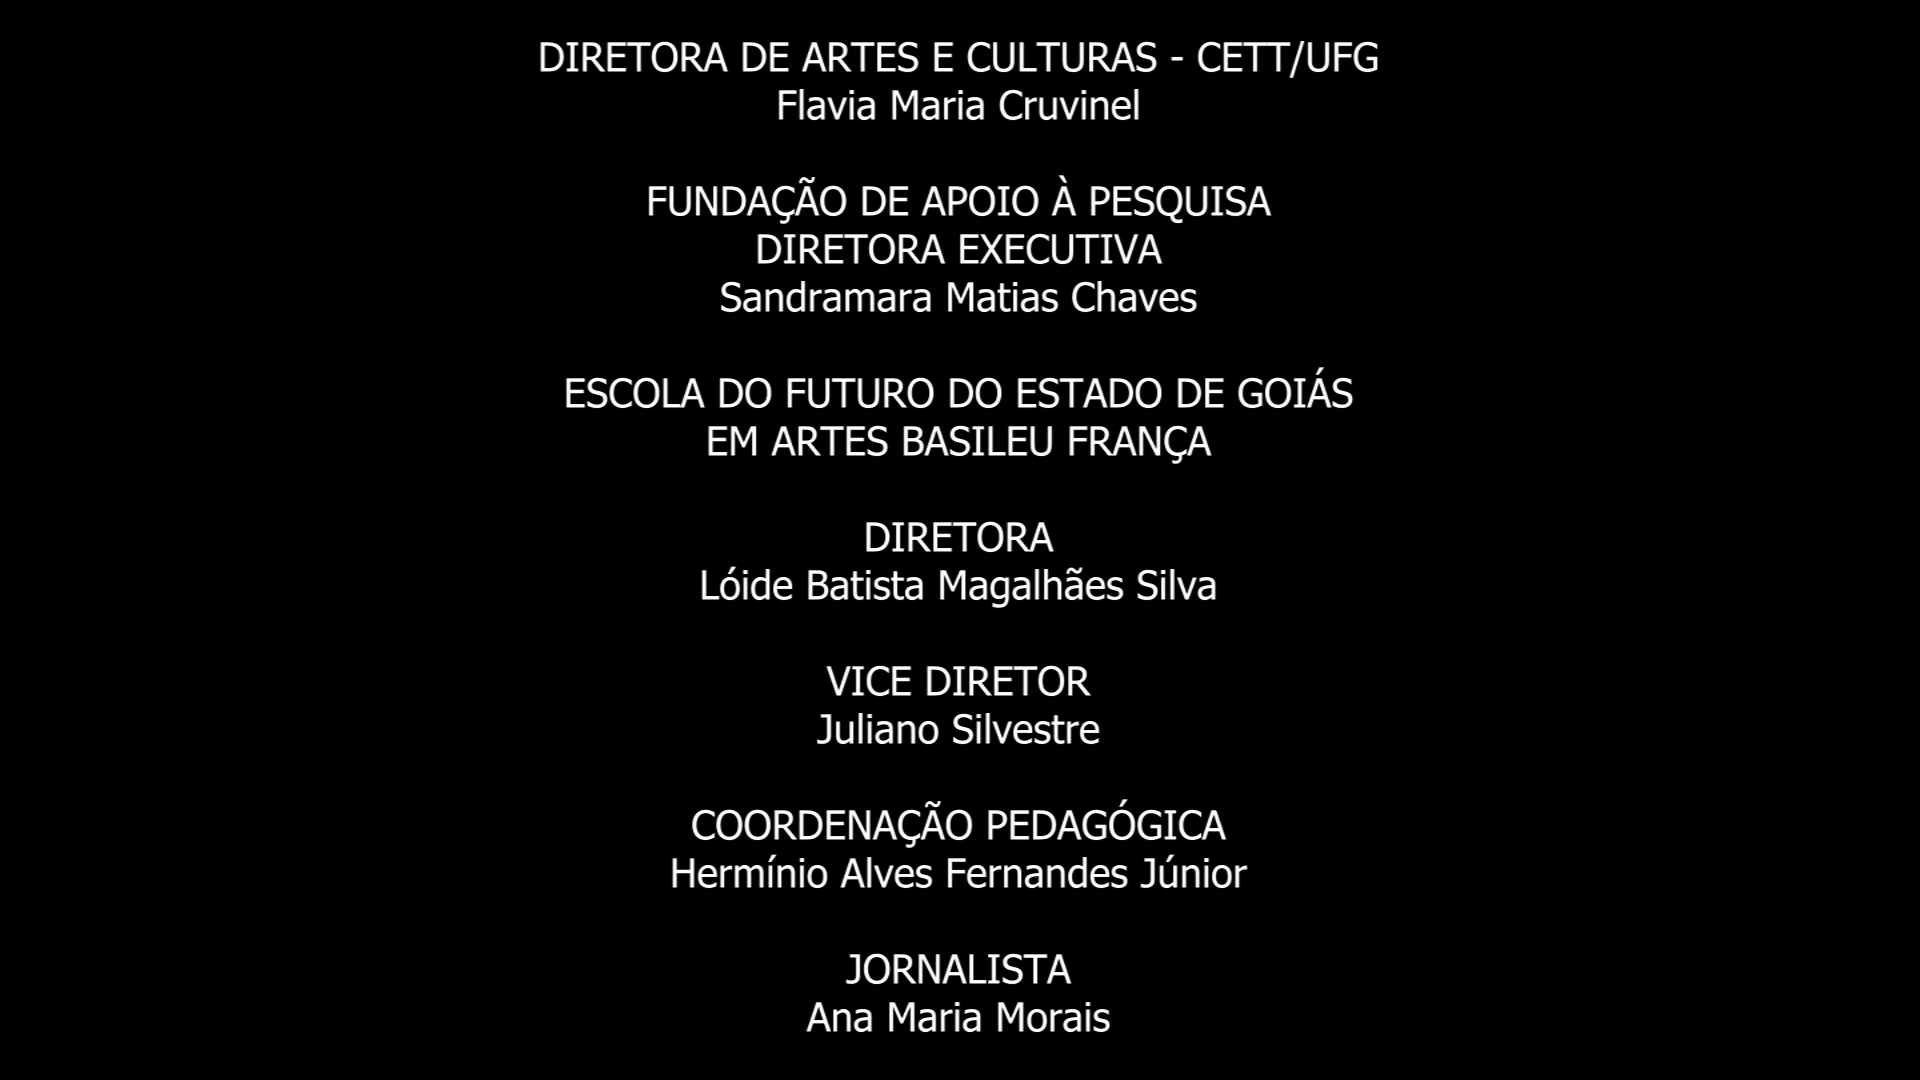 DIRETORA DE ARTES E CULTURAS - CETT/UFG
Flavia Maria Cruvinel
FUNDAÇÃO DE APOIO À PESQUISA
DIRETORA EXECUTIVA
Sandramara Matias Chaves
ESCOLA DO FUTURO DO ESTADO DE GOIÁS
EM ARTES BASILEU FRANÇA
DIRETORA
Lóide Batista Magalhães Silva
VICE DIRETOR
Juliano Silvestre
COORDENAÇÃO PEDAGÓGICA
Hermínio Alves Fernandes Júnior
JORNALISTA
Ana Maria Morais